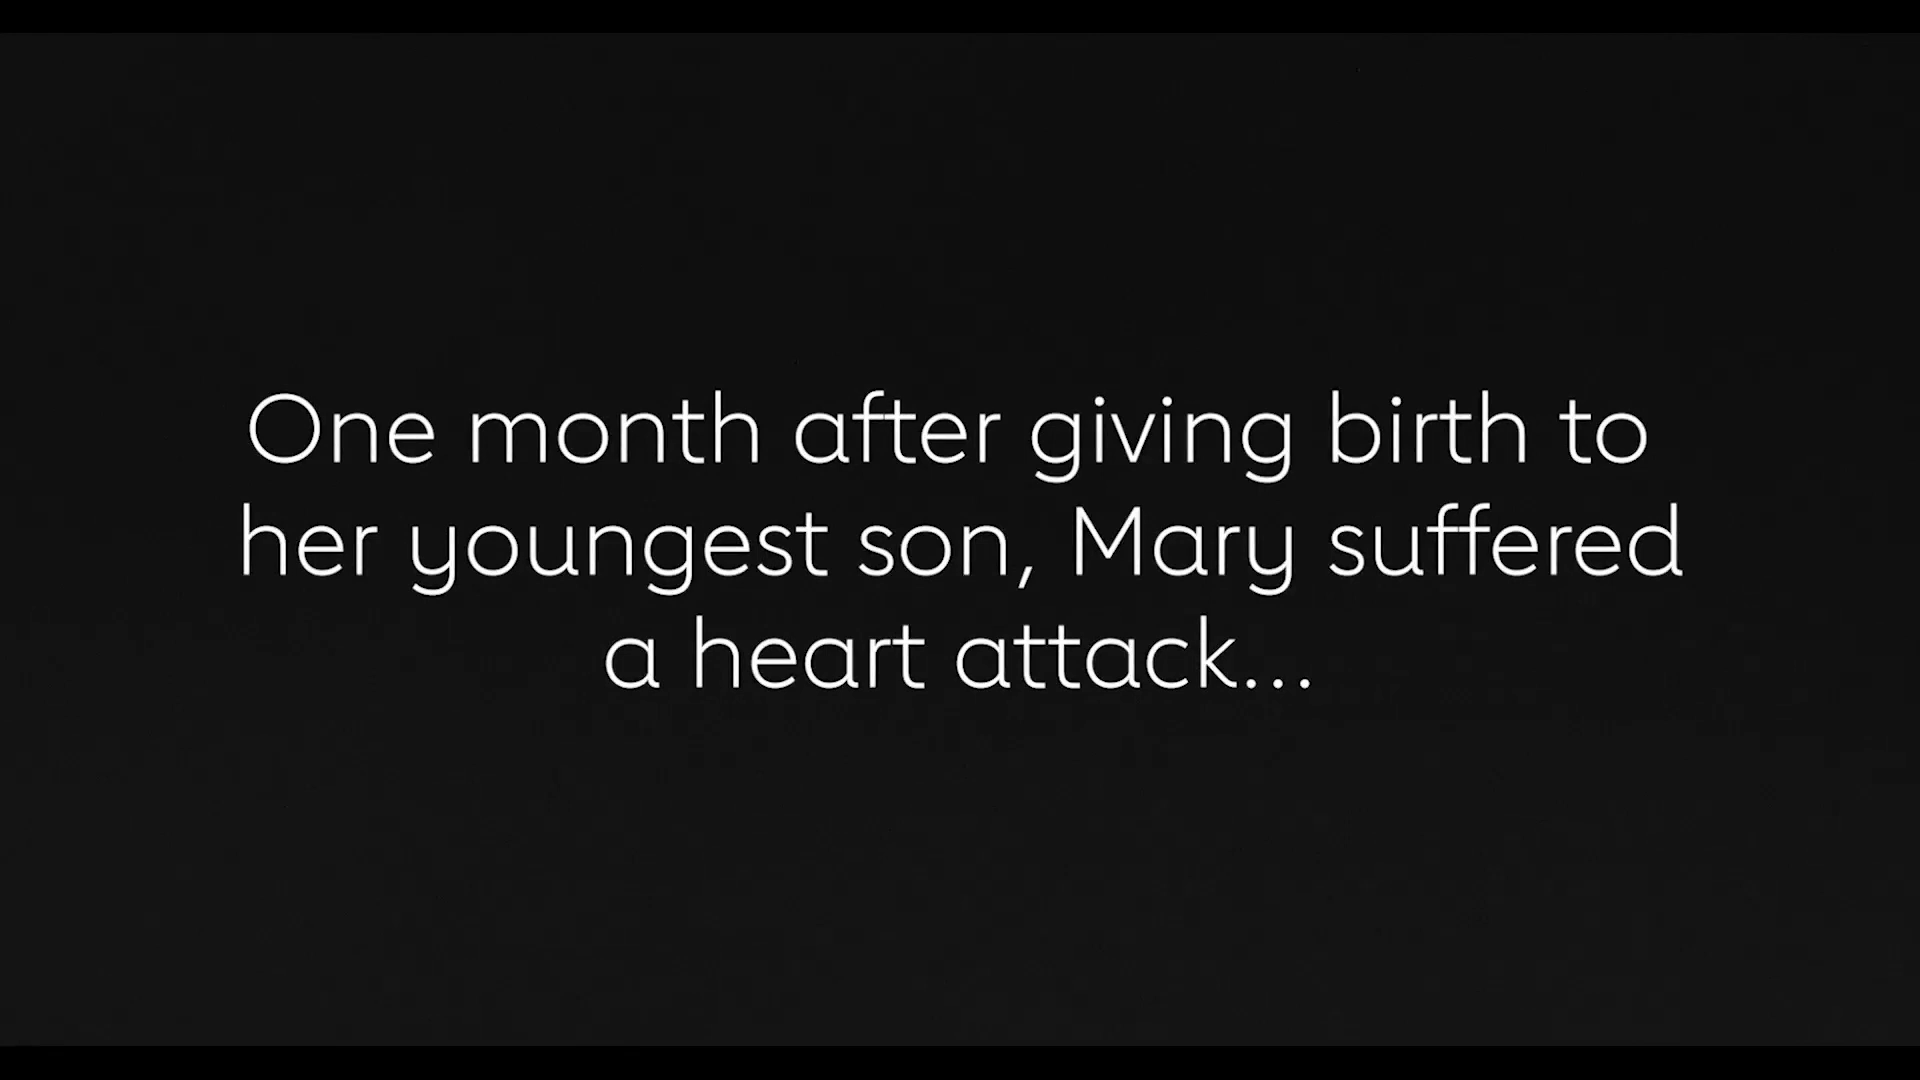 One month after giving birth to
her youngest son, Mary suffered
a heart attack...